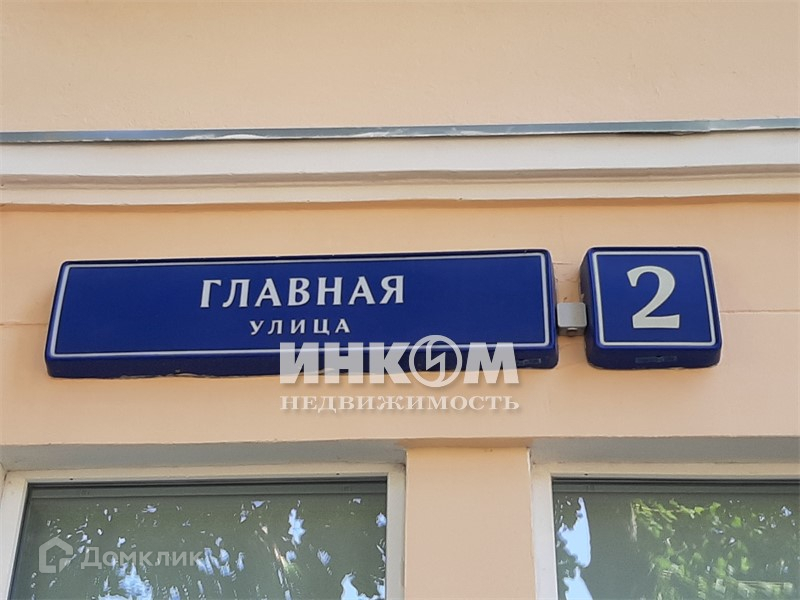 ГЛАВНАЯ
УЛИЦА
2
ИНКОМ
НЕДВИЖИМОСТЬ
Домклик